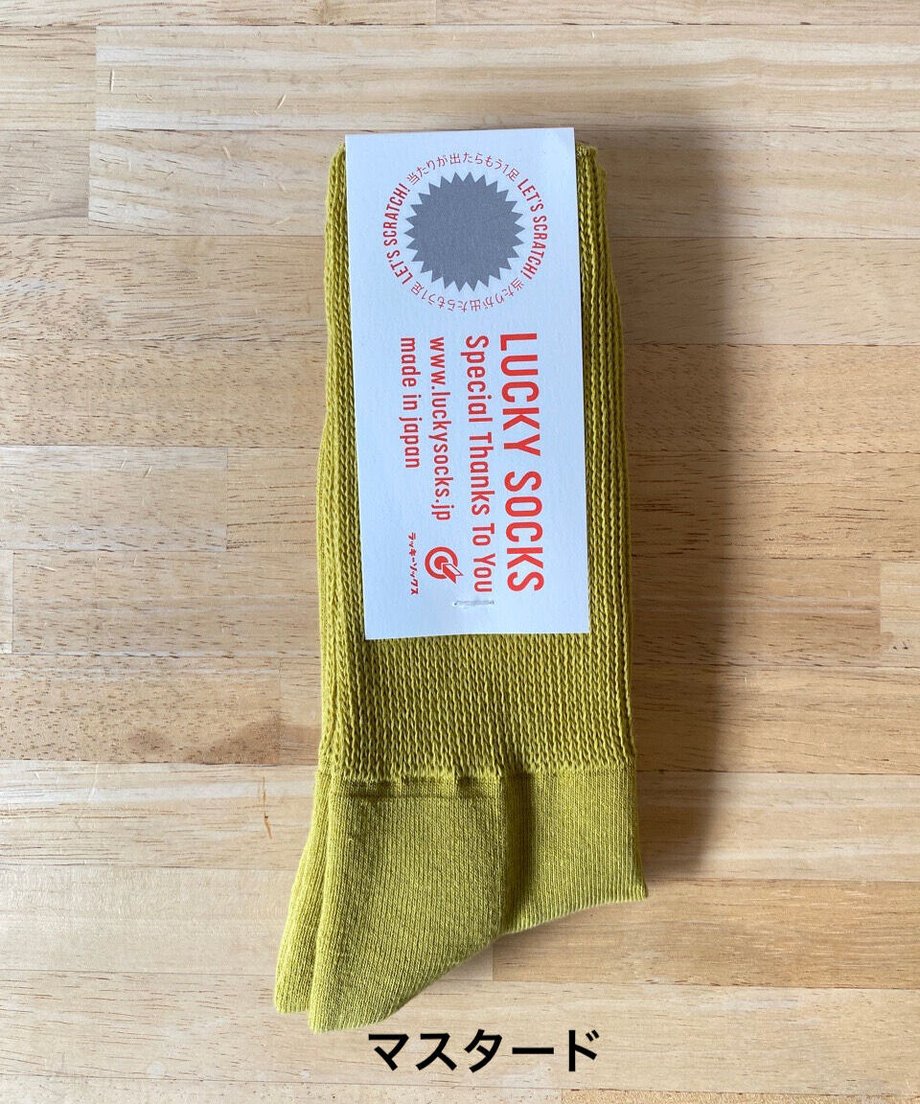 当たりが出たらもう1足 LET'S SCRATCH! 当たりが出たらもう1足 LET'S SCRATCH!
LUCKY SOCKS
Special Thanks To You
www.luckysocks.jp
made in japan
ラッキーソックス
マスタード